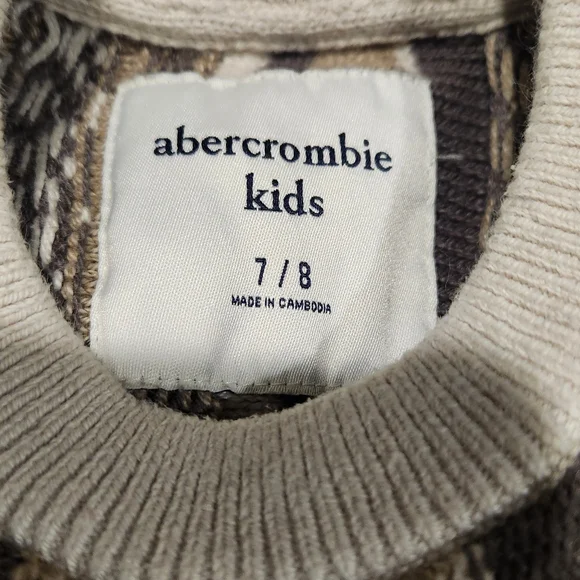 abercrombie
kids
7 / 8
MADE IN CAMBODIA